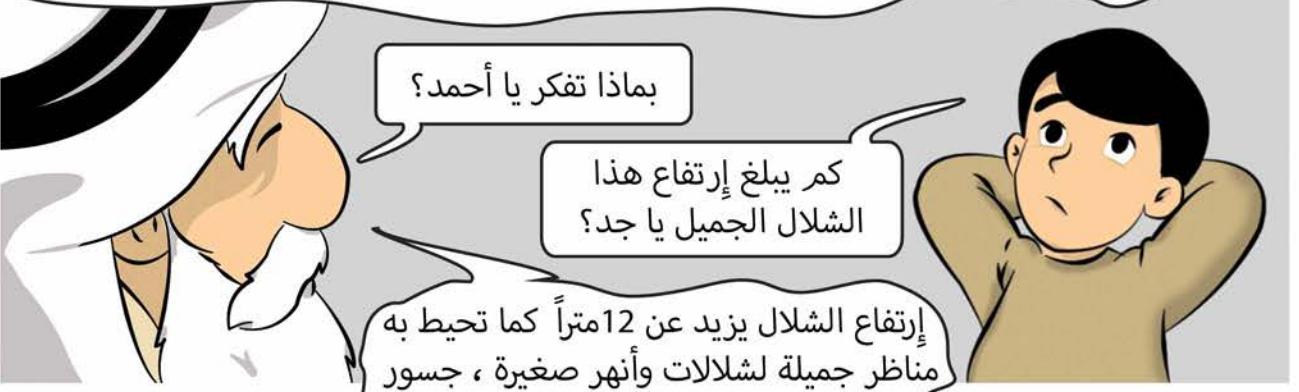 بماذا تفكر يا أحمد؟
كم يبلغ إرتفاع هذا
الشلال الجميل يا جد؟
إرتفاع الشلال يزيد عن 12متراً كما تحيط به
مناظر جميلة لشلالات وأنهر صغيرة ، جسور